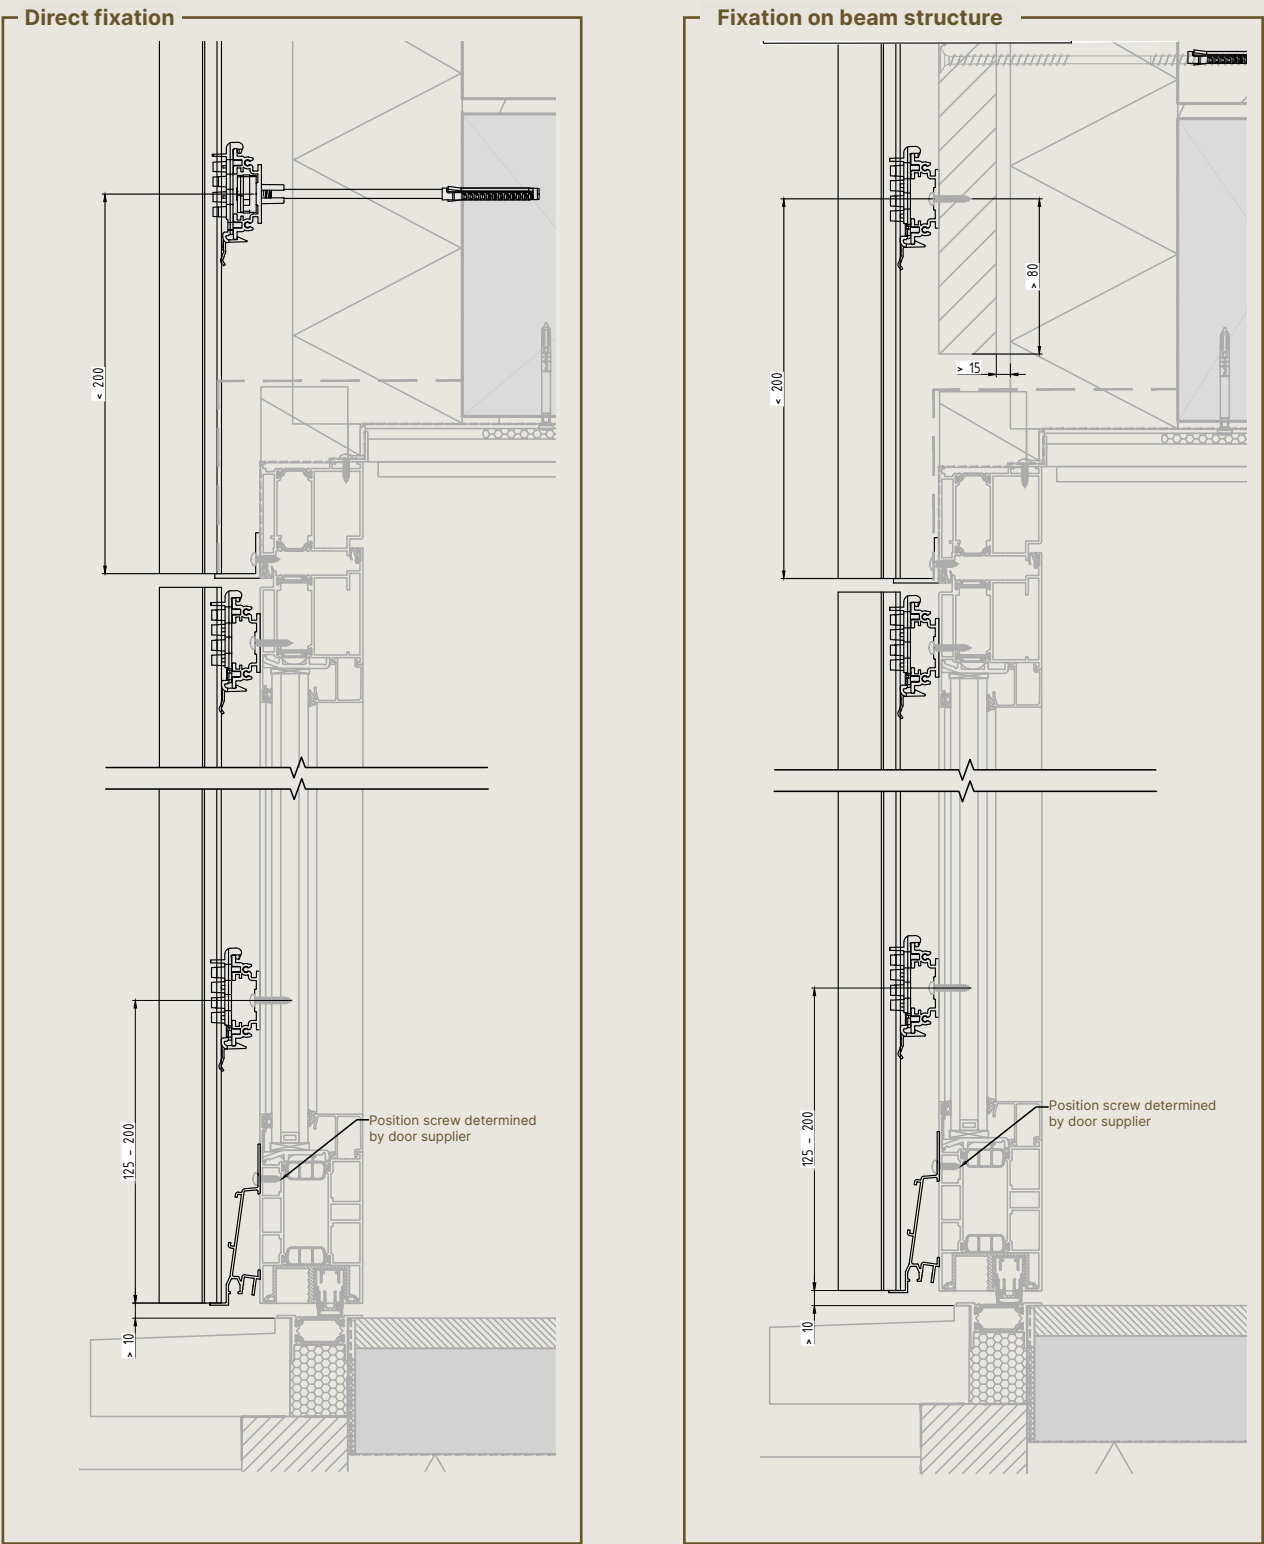 Direct fixation
< 200
Position screw determined
by door supplier
125 - 200
> 10
Fixation on beam structure
> 80
> 15
< 200
Position screw determined
by door supplier
125 - 200
> 10